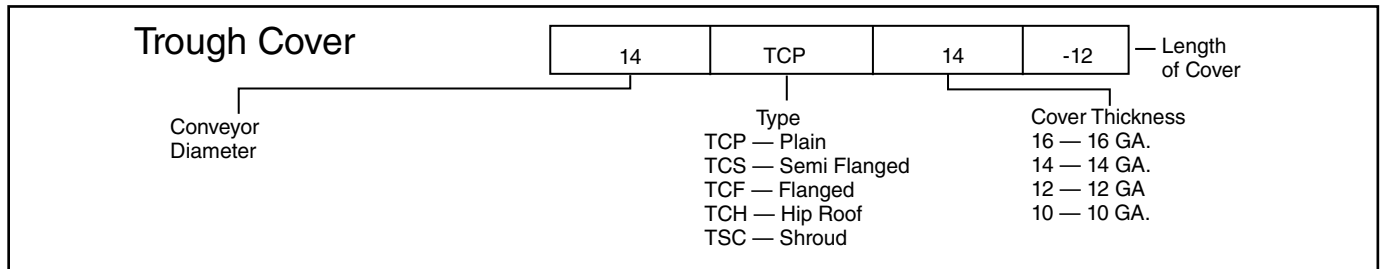 Trough Cover
14 TCP 14 -12 — Length
of Cover
Conveyor
Diameter
Type
TCP — Plain
TCS — Semi Flanged
TCF — Flanged
TCH — Hip Roof
TSC — Shroud
Cover Thickness
16 — 16 GA.
14 — 14 GA.
12 — 12 GA
10 — 10 GA.